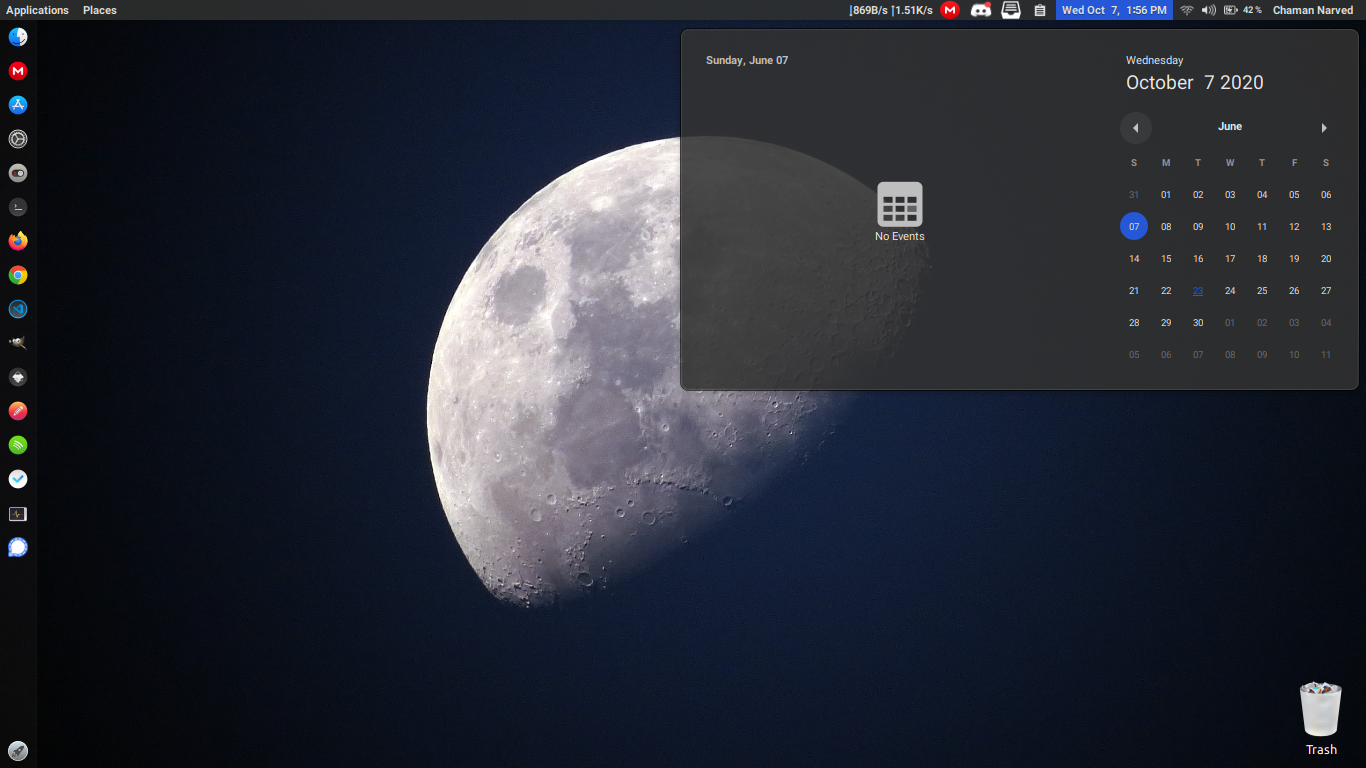 Applications Places ↓869B/s ↑1.51K/s M Wed Oct 7, 1:56 PM 42 % Chaman Narved
Sunday, June 07
No Events
Wednesday
October 7 2020
June
S M T W T F S
31 01 02 03 04 05 06
07 08 09 10 11 12 13
14 15 16 17 18 19 20
21 22 23 24 25 26 27
28 29 30 01 02 03 04
05 06 07 08 09 10 11
M
Trash